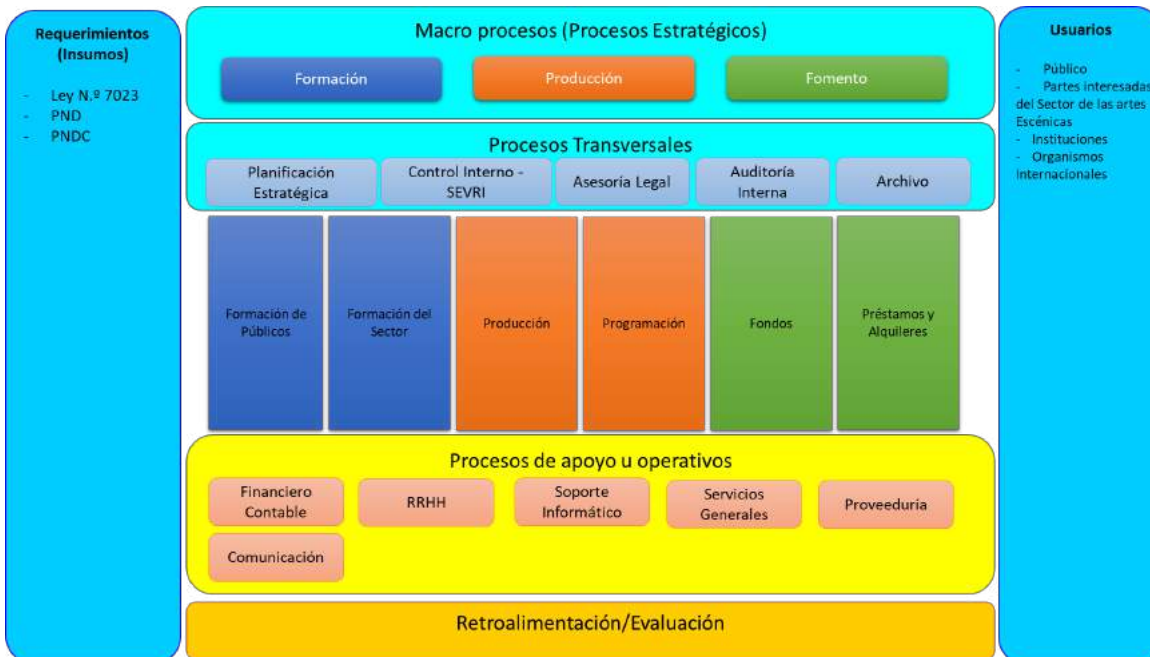 Requerimientos
(Insumos)
- Ley N.º 7023
- PND
- PNDC
Macro procesos (Procesos Estratégicos)
Formación
Producción
Fomento
Procesos Transversales
Planificación
Estratégica
Control Interno -
SEVRI
Asesoría Legal
Auditoría
Interna
Archivo
Formación de
Públicos
Formación del
Sector
Producción
Programación
Fondos
Préstamos y
Alquileres
Procesos de apoyo u operativos
Financiero
Contable
RRHH
Soporte
Informático
Servicios
Generales
Proveeduría
Comunicación
Retroalimentación/Evaluación
Usuarios
- Público
- Partes interesadas
del Sector de las artes
Escénicas
- Instituciones
- Organismos
Internacionales